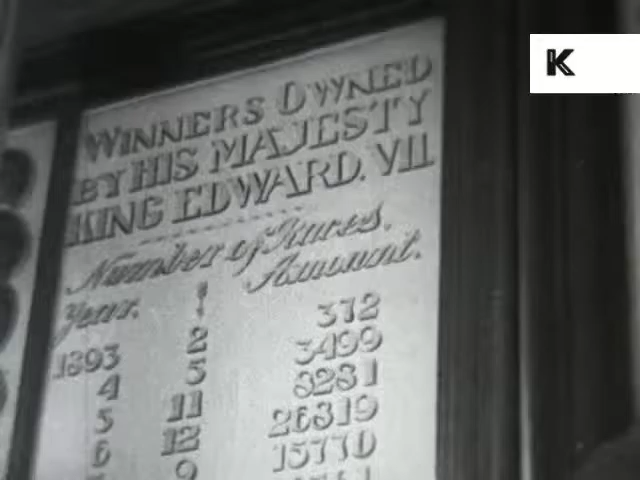 WINNERS OWNED
BY HIS MAJESTY
KING EDWARD. VII
Number of Races.
Year. Amount.
1 372
1893 2 3499
4 5 8281
5 11 26819
6 12 15770
9
K